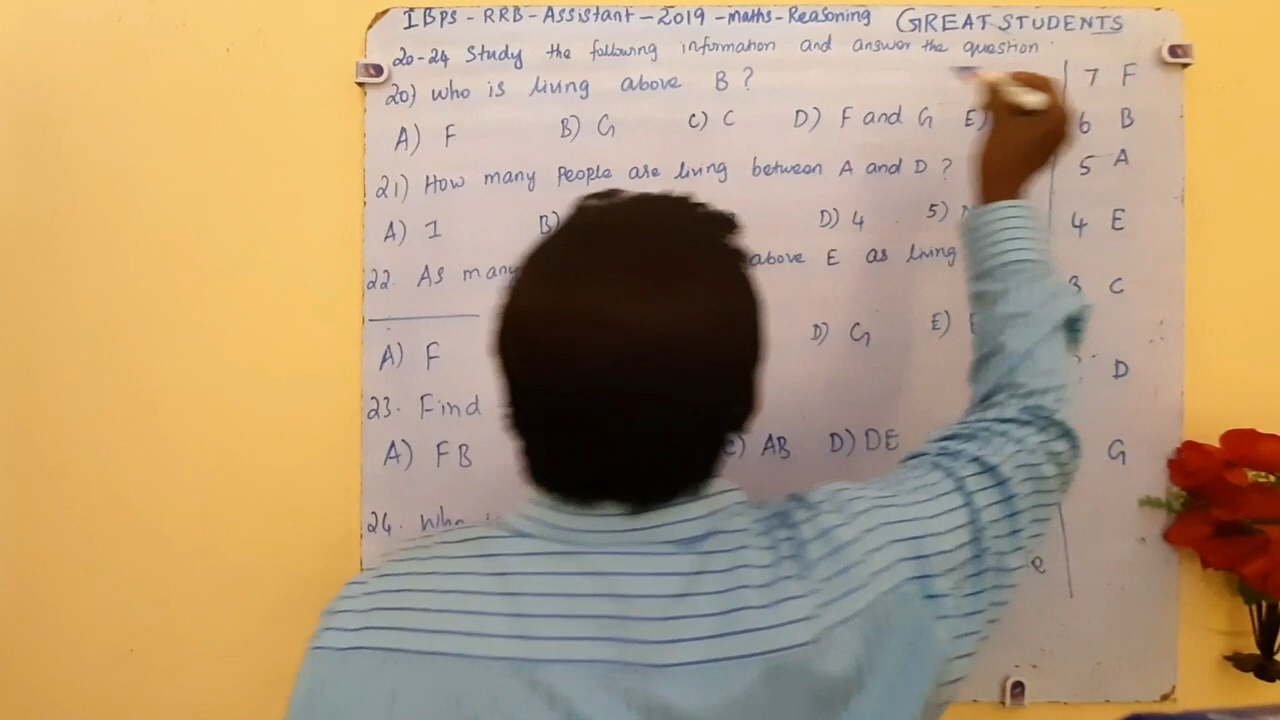 IBPS - RRB - Assistant - 2019 - maths - Reasoning GREAT STUDENTS
20-24 Study the following information and answer the question.
20) Who is living above B ?
A) F B) G C) C D) F and G E)
21) How many people are living between A and D ?
A) 1 B) D) 4 5)
22. As many above E as living
A) F D) G E)
23. Find
A) FB C) AB D) DE
24. Who
7 F
6 B
5 A
4 E
3 C
D
G